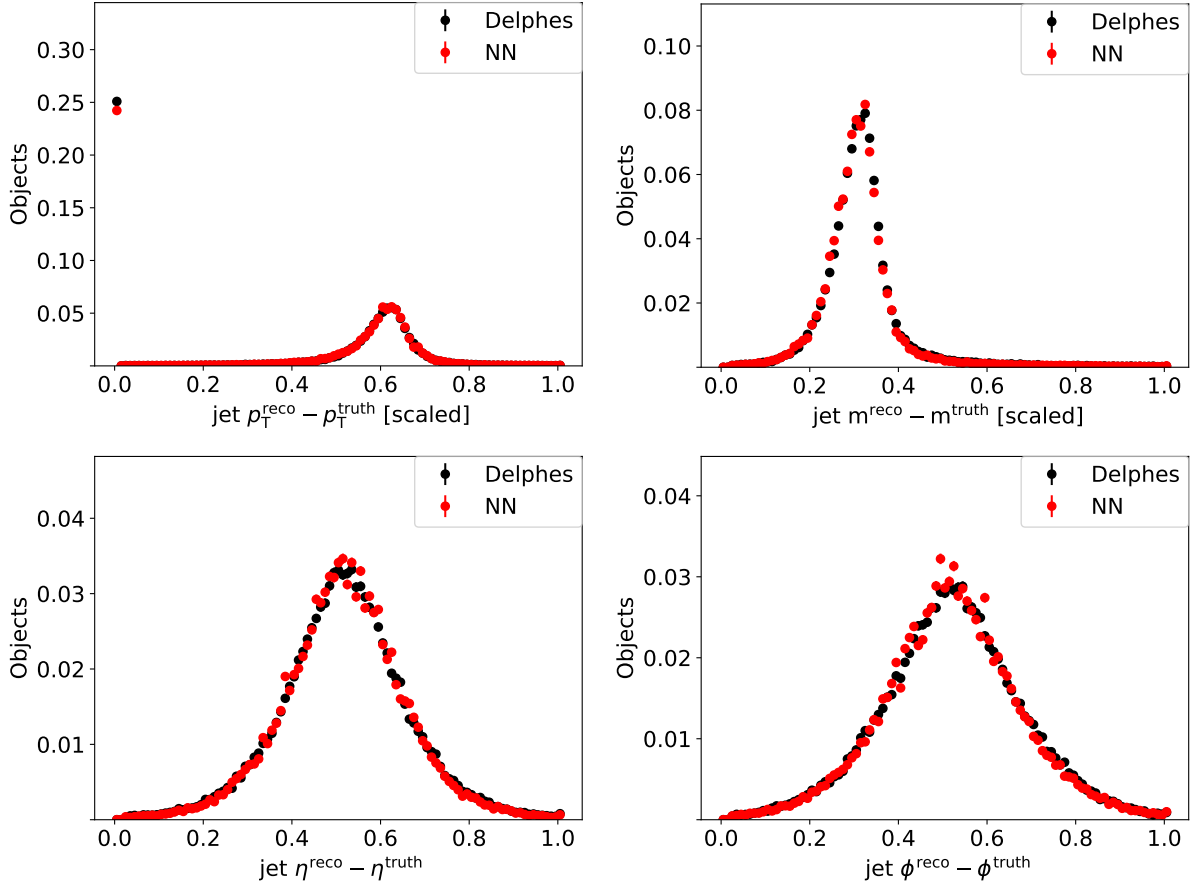 Delphes
NN
0.30
0.25
0.20
0.15
0.10
0.05
Objects
0.0 0.2 0.4 0.6 0.8 1.0
jet p_T^reco − p_T^truth [scaled]
Delphes
NN
0.10
0.08
0.06
0.04
0.02
Objects
0.0 0.2 0.4 0.6 0.8 1.0
jet m^reco − m^truth [scaled]
Delphes
NN
0.04
0.03
0.02
0.01
Objects
0.0 0.2 0.4 0.6 0.8 1.0
jet η^reco − η^truth
Delphes
NN
0.04
0.03
0.02
0.01
Objects
0.0 0.2 0.4 0.6 0.8 1.0
jet ϕ^reco − ϕ^truth